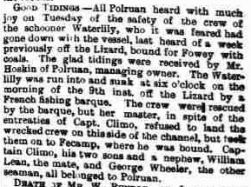 GOOD TIDINGS—All Polruan heard with much
joy on Tuesday of the safety of the crew of
the schooner Waterlily, who it was feared had
gone down with the vessel, last heard of a week
previously off the Lizard, bound for Fowey with
coals. The glad tidings were received by Mr.
Hoskin of Polruan, managing owner. The Water-
lily was run into and sunk at six o'clock on
the morning of the 9th inst. off the Lizard by a
French fishing barque. The crew were rescued
by the barque, but her master, in spite of the
entreaties of Capt. Climo, refused to land the
wrecked crew on this side of the channel, but took
them on to Fecamp, where he was bound. Cap-
tain Climo, his two sons and a nephew, William
Lean, the mate, and George Wheeler, the other
seaman, all belonged to Polruan.
DEATH OF MR. W.